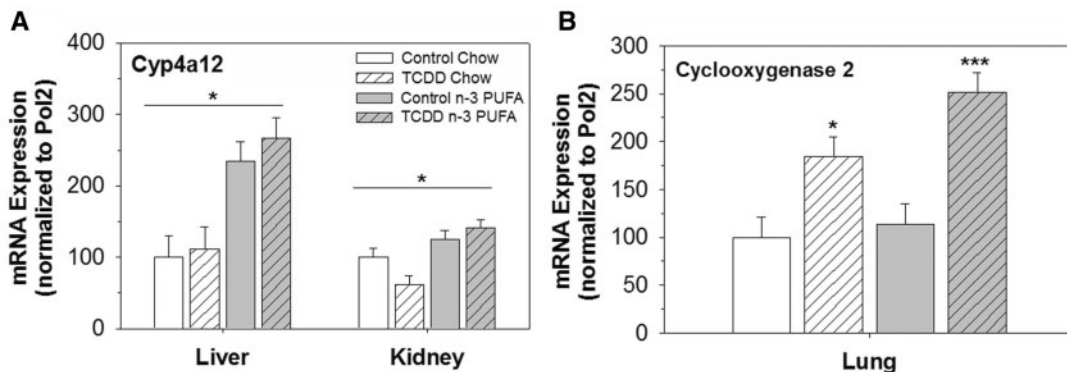 A
Cyp4a12
Control Chow
TCDD Chow
Control n-3 PUFA
TCDD n-3 PUFA
mRNA Expression
(normalized to Pol2)
400
300
200
100
0
*
*
Liver
Kidney
B
Cyclooxygenase 2
mRNA Expression
(normalized to Pol2)
300
250
200
150
100
50
0
*
***
Lung